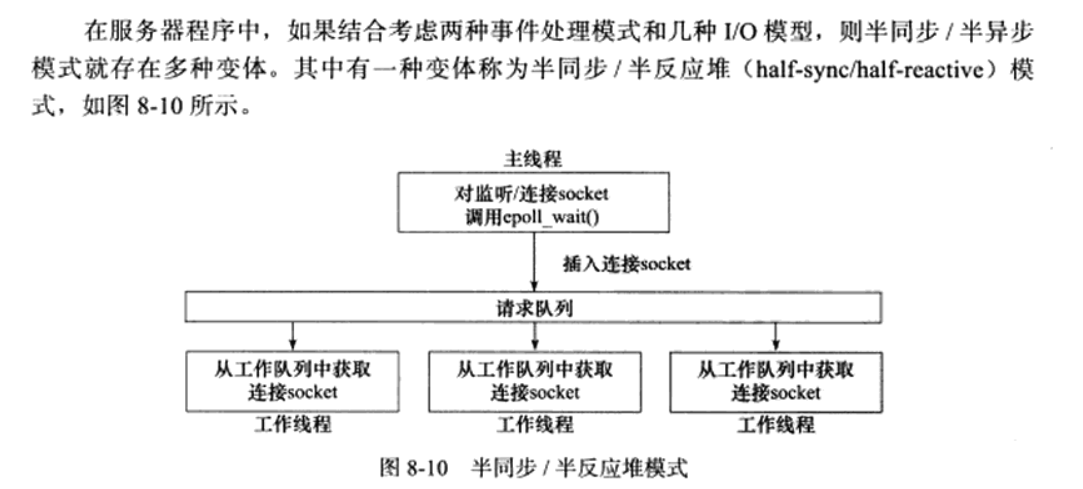 在服务器程序中，如果结合考虑两种事件处理模式和几种 I/O 模型，则半同步 / 半异步
模式就存在多种变体。其中有一种变体称为半同步 / 半反应堆（half-sync/half-reactive）模
式，如图 8-10 所示。
主线程
对监听/连接socket
调用epoll_wait()
插入连接socket
请求队列
从工作队列中获取
连接socket
从工作队列中获取
连接socket
从工作队列中获取
连接socket
工作线程
工作线程
工作线程
图 8-10 半同步 / 半反应堆模式